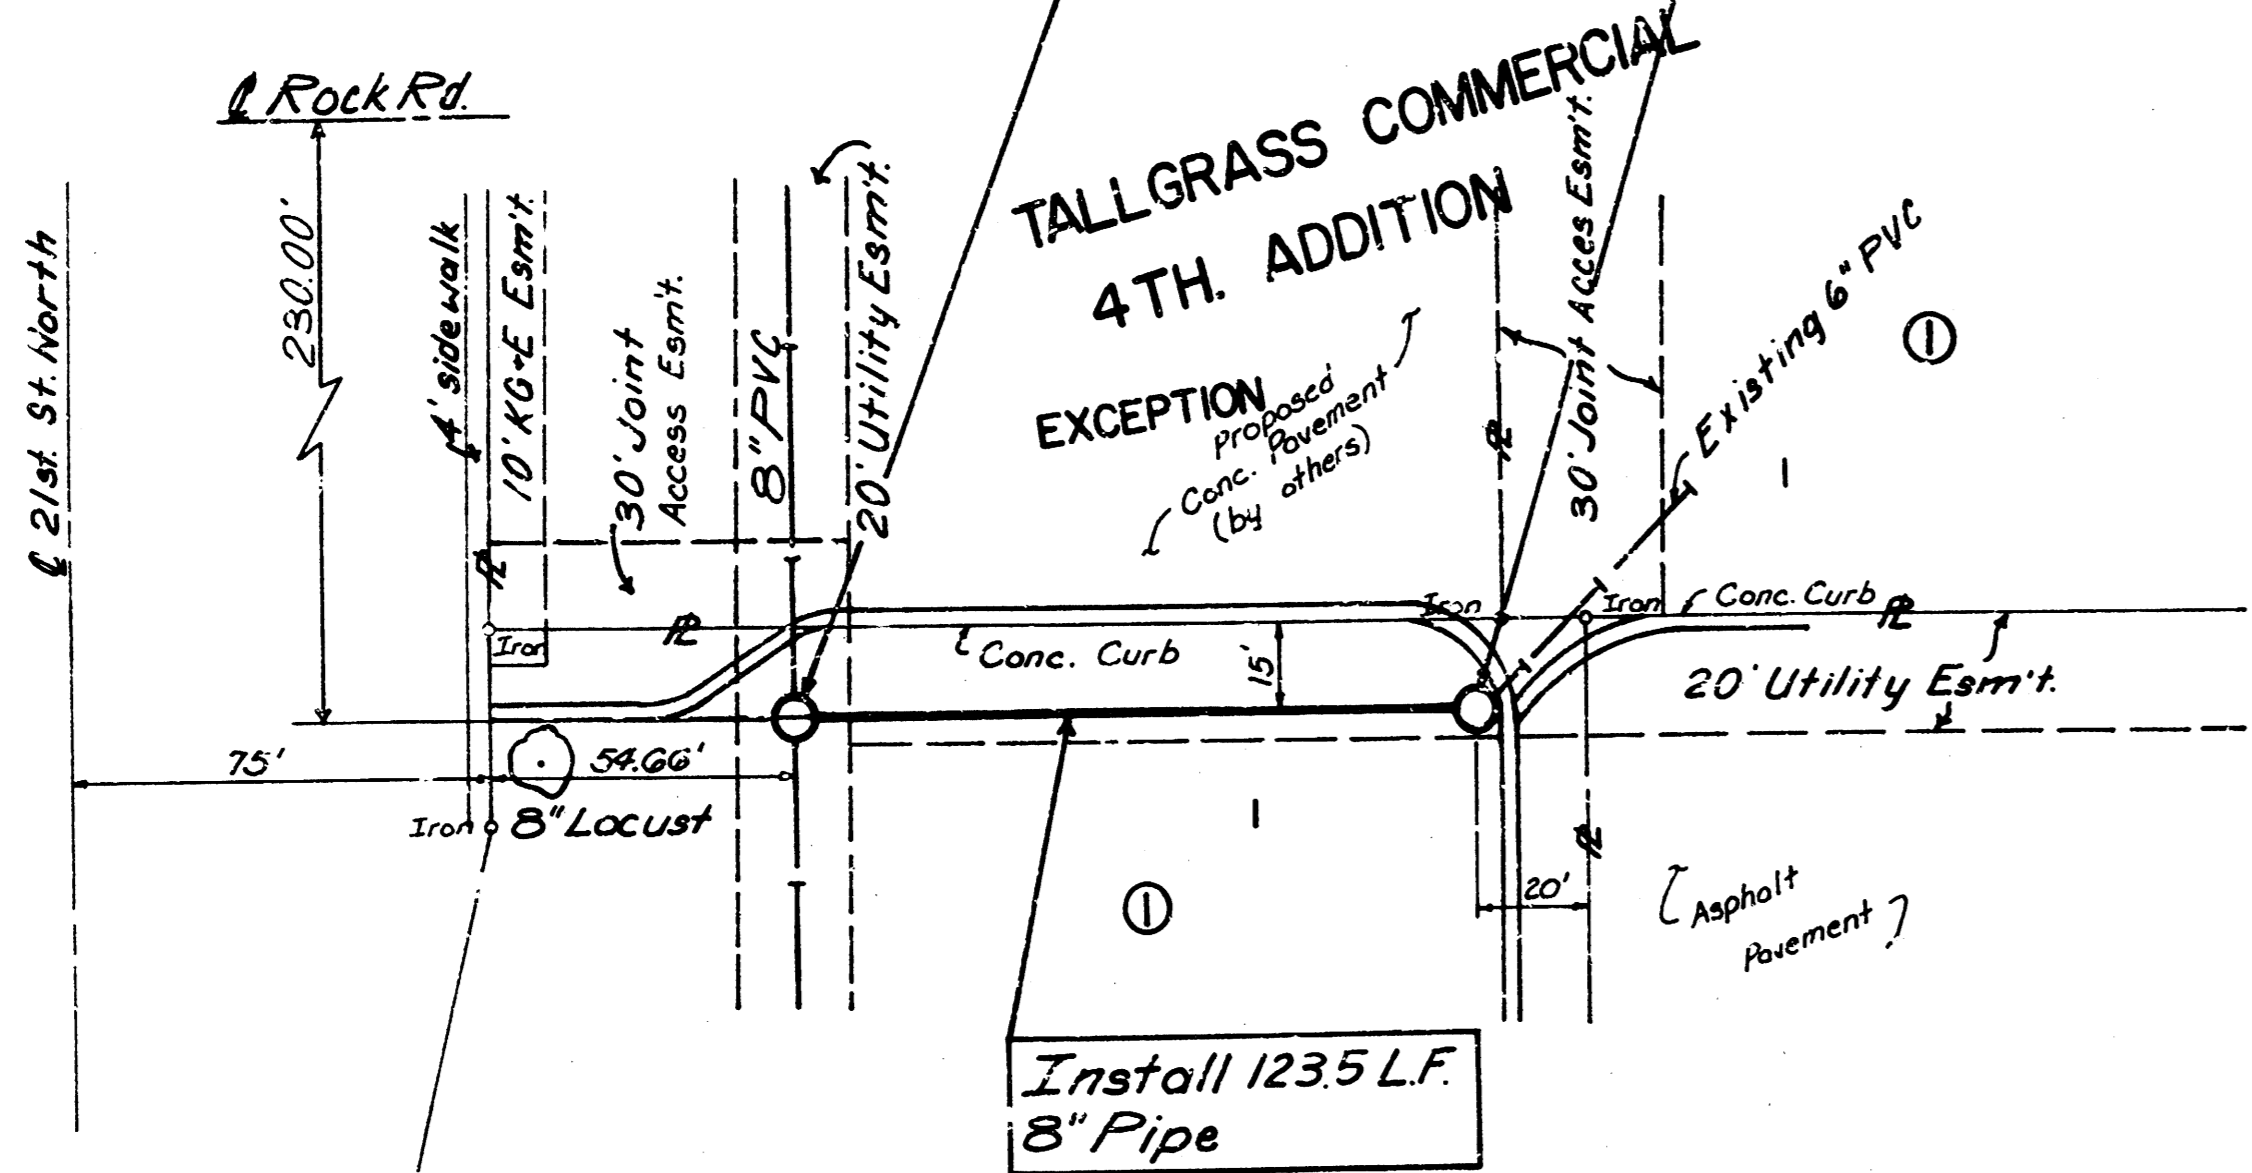 ℄ Rock Rd.
230.00'
℄ 21st. St. North
4' sidewalk
10' KG+E Esm't.
30' Joint
Access Esm't.
8" PVC
20' Utility Esm't.
TALLGRASS COMMERCIAL
4TH. ADDITION
EXCEPTION
Proposed
Conc. Pavement
(by others)
30' Joint Acces Esm't.
Existing 6" PVC
1
1
℄
℄
℄
Iron
Iron
Iron
Conc. Curb
℄
Conc. Curb
15'
20' Utility Esm't.
75'
54.66'
Iron
8" Locust
1
1
℄
20'
Asphalt
Pavement
Install 123.5 L.F.
8" Pipe